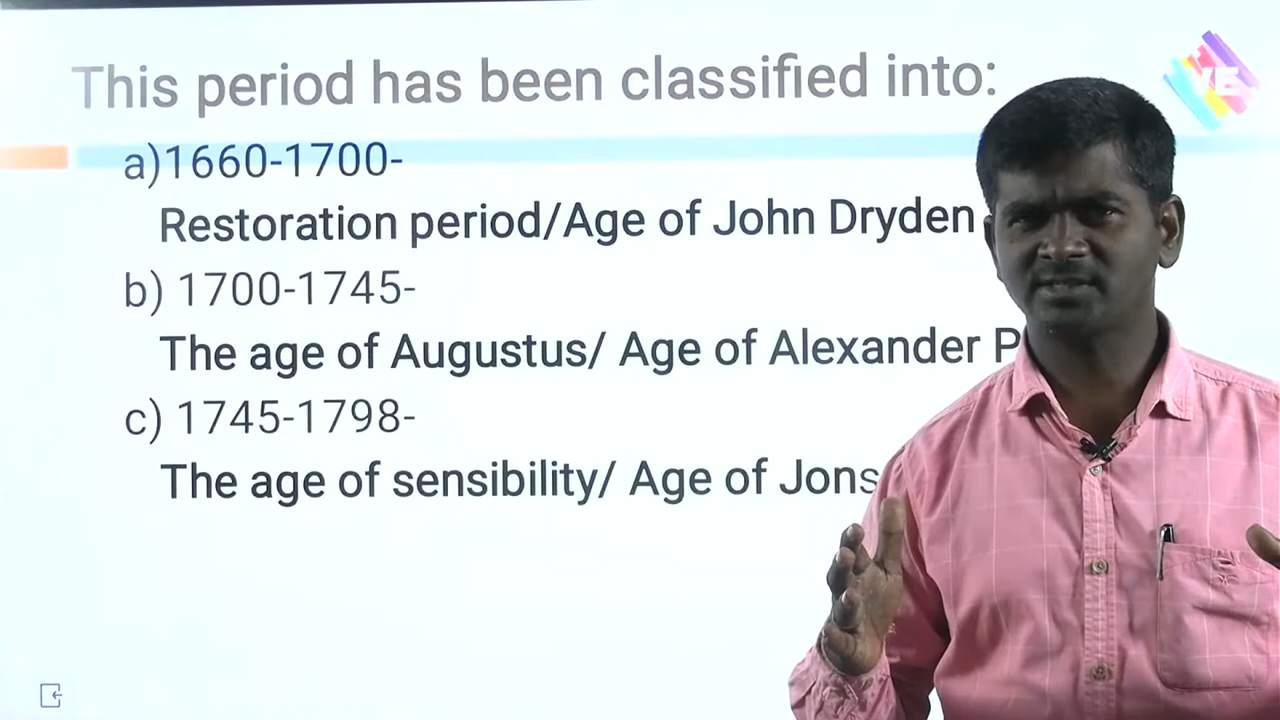 This period has been classified into:
VE
a)1660-1700-
Restoration period/Age of John Dryden
b) 1700-1745-
The age of Augustus/ Age of Alexander
c) 1745-1798-
The age of sensibility/ Age of